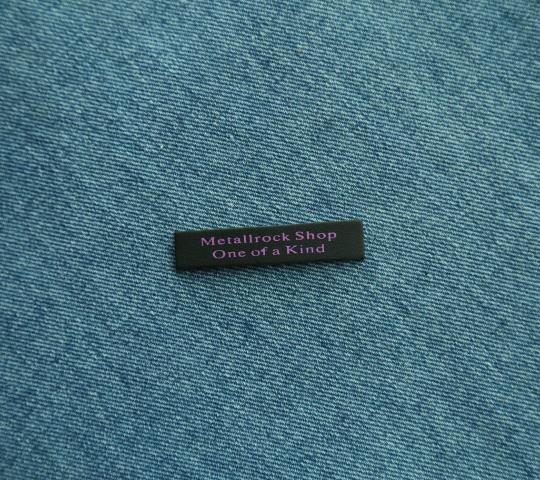 Metallrock Shop
One of a Kind